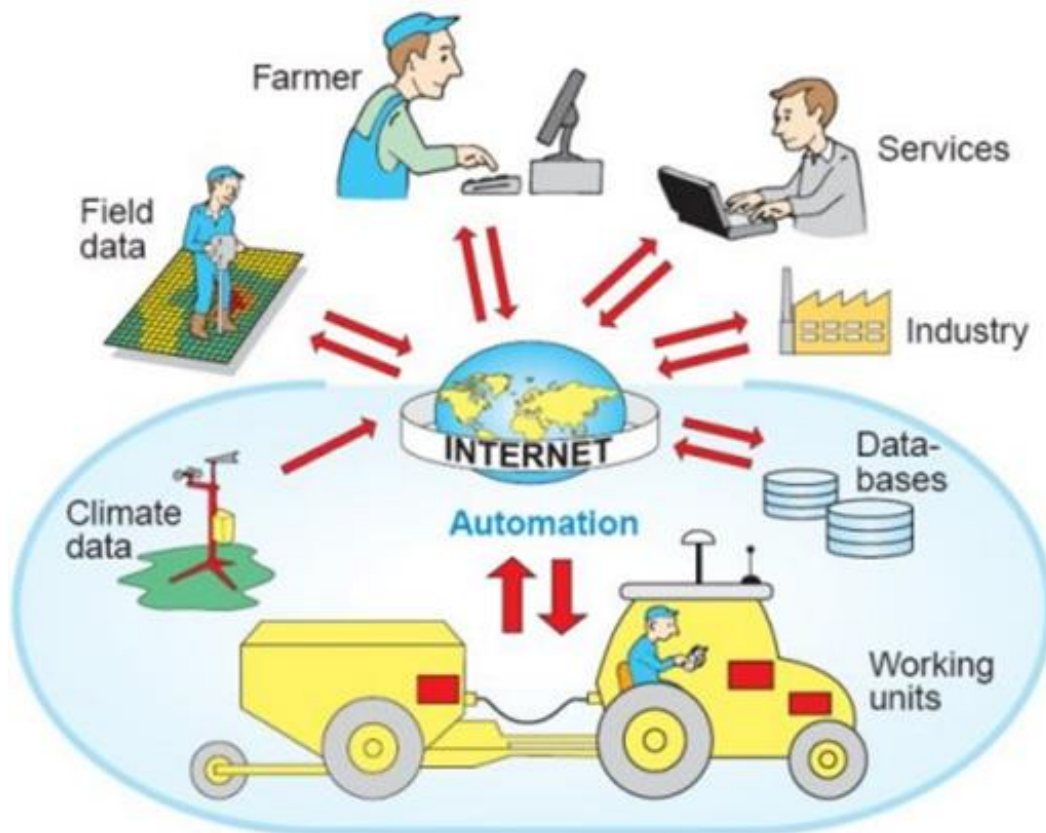 Farmer
Services
Field
data
Industry
INTERNET
Data-
bases
Climate
data
Automation
Working
units